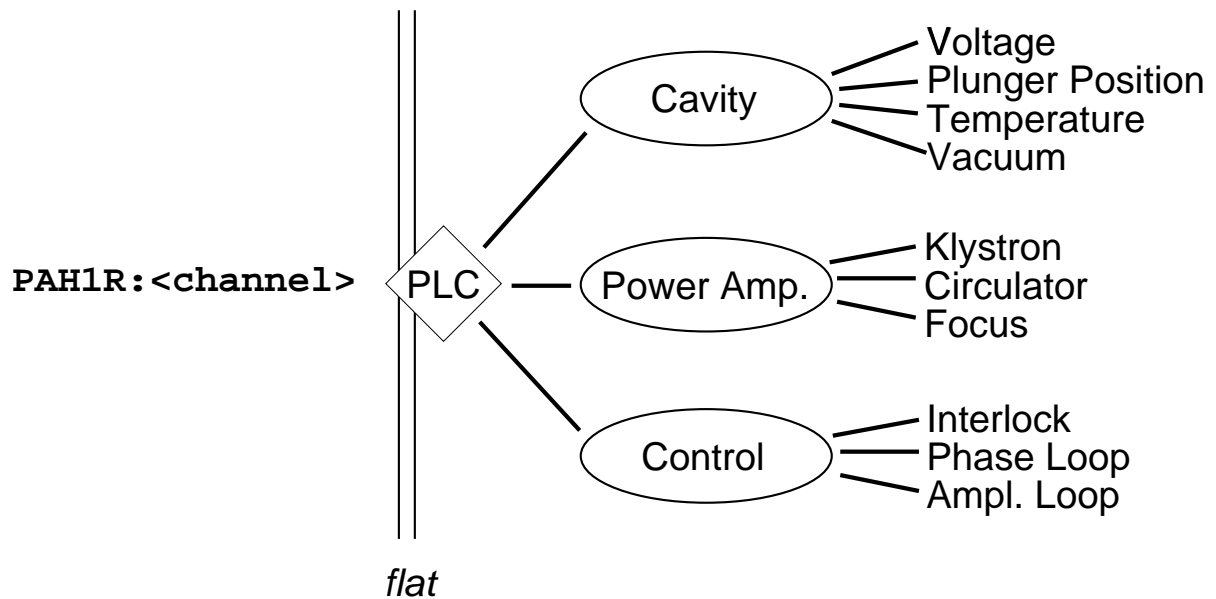 Voltage
Plunger Position
Cavity
Temperature
Vacuum
PAH1R:<channel>
PLC
Power Amp.
Klystron
Circulator
Focus
Control
Interlock
Phase Loop
Ampl. Loop
flat